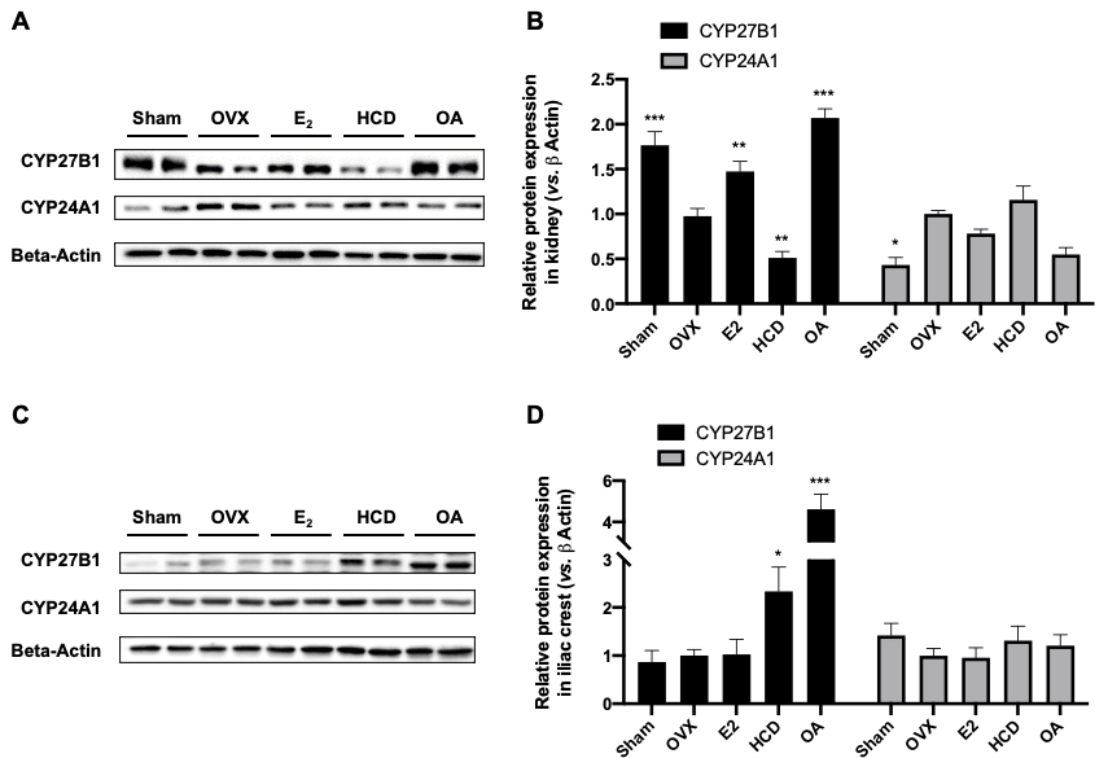 A
Sham OVX E₂ HCD OA
CYP27B1
CYP24A1
Beta-Actin
B
CYP27B1
CYP24A1
Relative protein expression
in kidney (vs. β Actin)
2.5
2.0
1.5
1.0
0.5
0.0
*** ** ** *** *
Sham OVX E2 HCD OA Sham OVX E2 HCD OA
C
Sham OVX E₂ HCD OA
CYP27B1
CYP24A1
Beta-Actin
D
CYP27B1
CYP24A1
Relative protein expression
in iliac crest (vs. β Actin)
6
4
3
2
1
0
* ***
Sham OVX E2 HCD OA Sham OVX E2 HCD OA